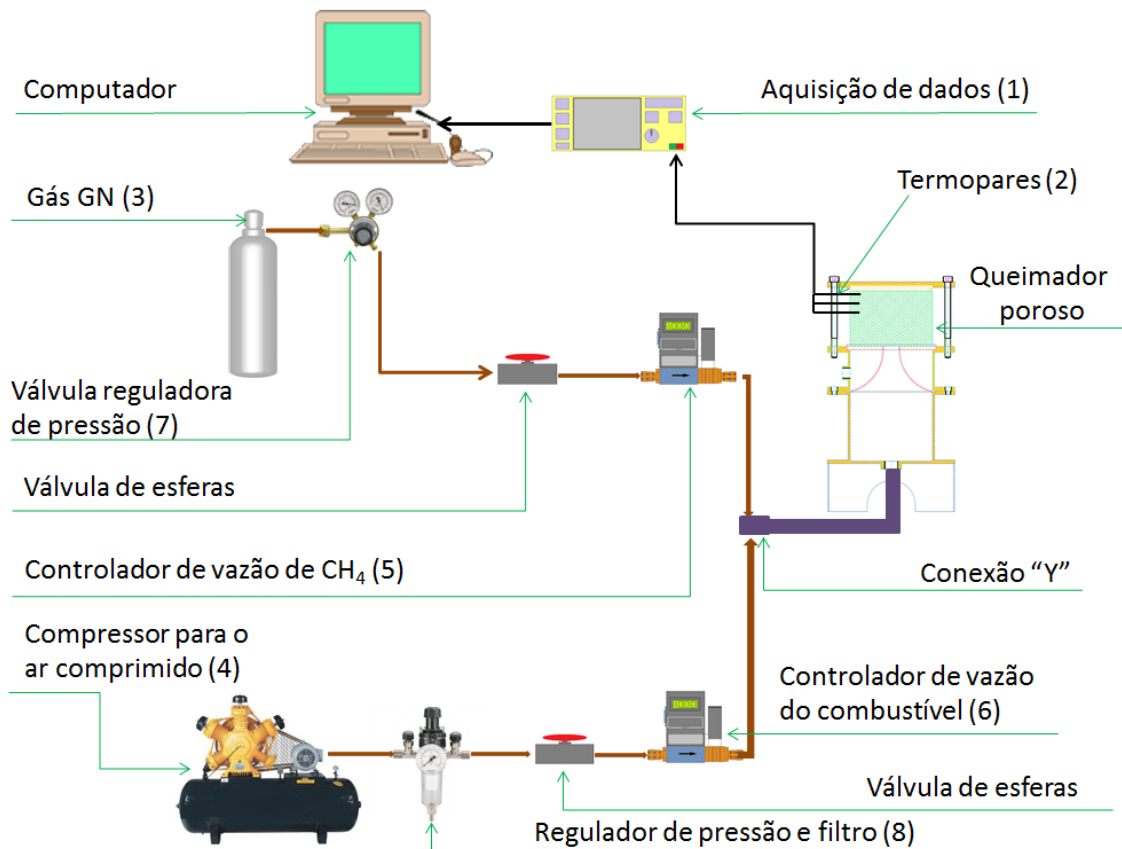 Computador
Aquisição de dados (1)
Gás GN (3)
Termopares (2)
Queimador
poroso
Válvula reguladora
de pressão (7)
Válvula de esferas
Controlador de vazão de CH₄ (5)
Conexão “Y”
Compressor para o
ar comprimido (4)
Controlador de vazão
do combustível (6)
Válvula de esferas
Regulador de pressão e filtro (8)